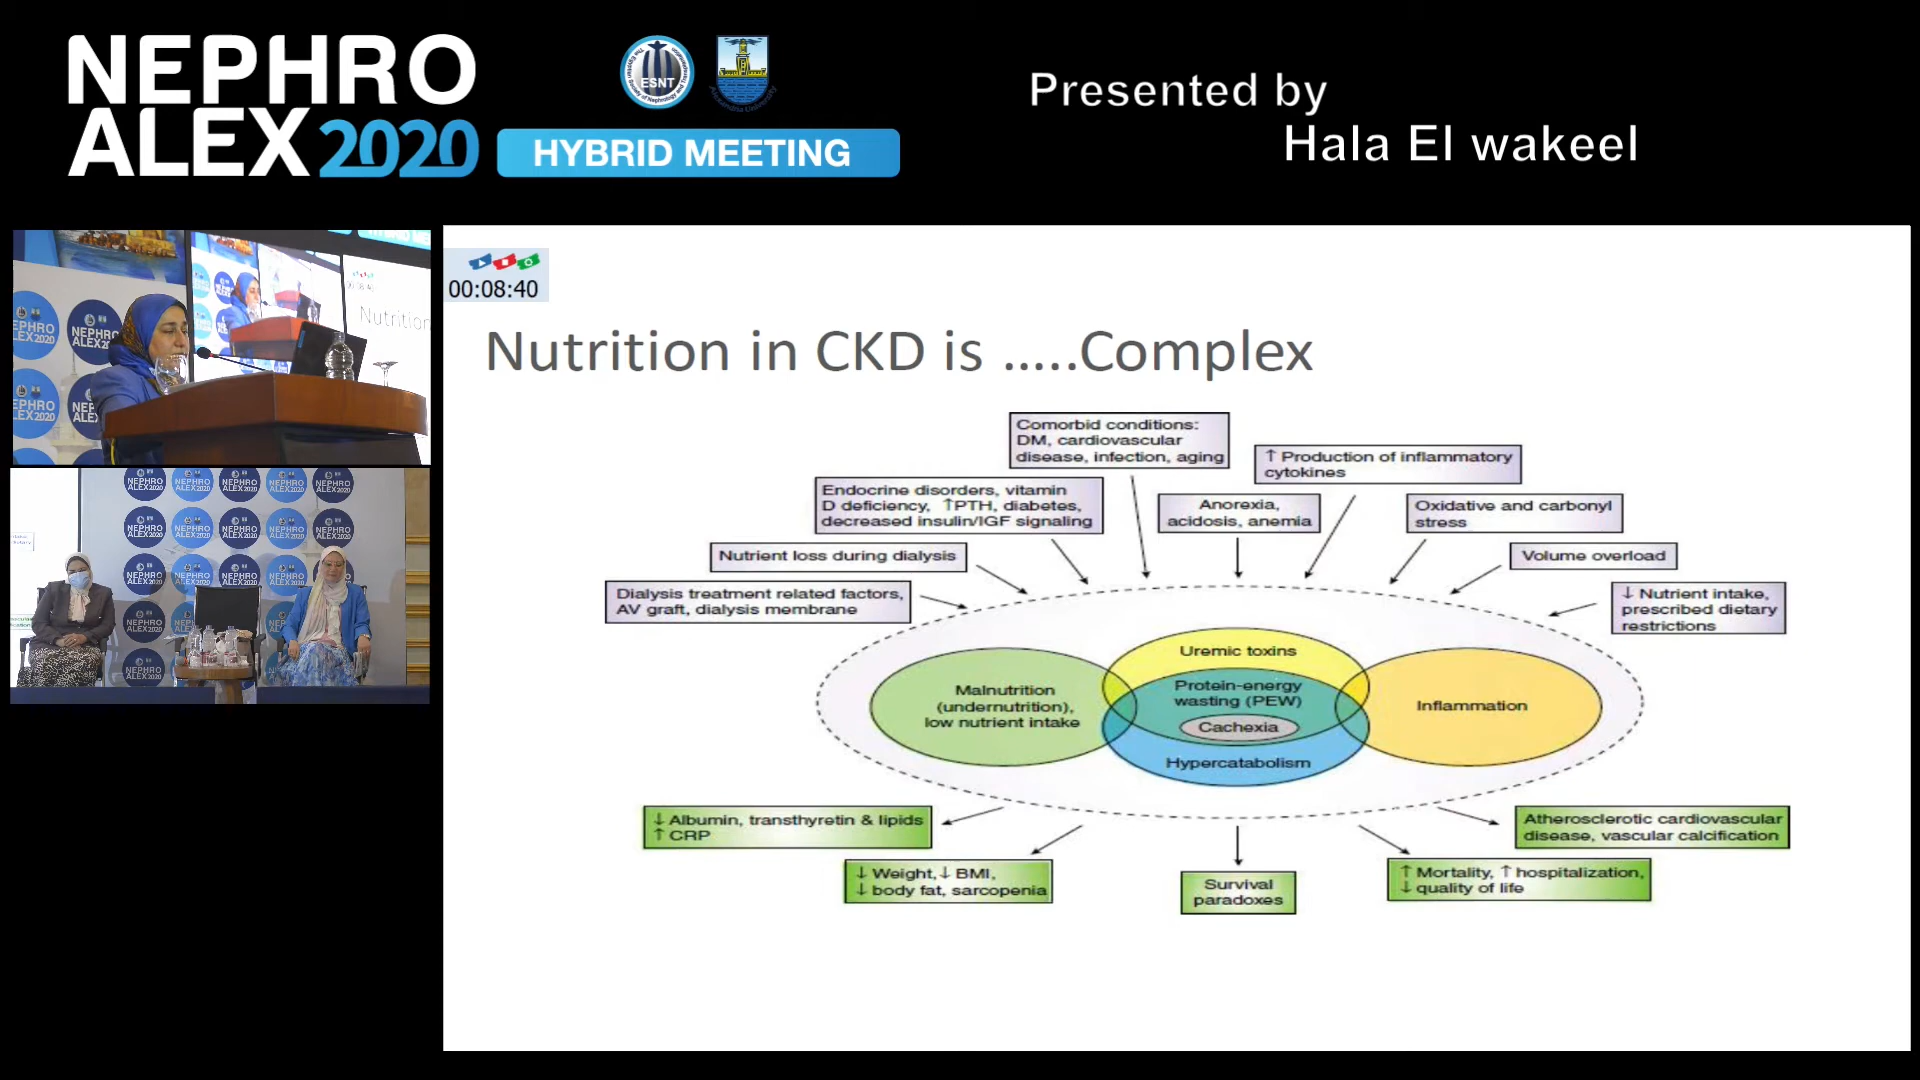 NEPHRO
ALEX 2020
ESNT
HYBRID MEETING
Presented by
Hala El wakeel
00:08:40
Nutrition in CKD is .....Complex
Comorbid conditions:
DM, cardiovascular
disease, infection, aging
↑ Production of inflammatory
cytokines
Endocrine disorders, vitamin
D deficiency, ↑PTH, diabetes,
decreased insulin/IGF signaling
Anorexia,
acidosis, anemia
Oxidative and carbonyl
stress
Nutrient loss during dialysis
Volume overload
Dialysis treatment related factors,
AV graft, dialysis membrane
↓ Nutrient intake,
prescribed dietary
restrictions
Uremic toxins
Malnutrition
(undernutrition),
low nutrient intake
Protein-energy
wasting (PEW)
Cachexia
Inflammation
Hypercatabolism
↓ Albumin, transthyretin & lipids
↑ CRP
Atherosclerotic cardiovascular
disease, vascular calcification
↓ Weight, ↓ BMI,
↓ body fat, sarcopenia
Survival
paradoxes
↑ Mortality, ↑ hospitalization,
↓ quality of life
Nutrition
NEPHRO
ALEX2020